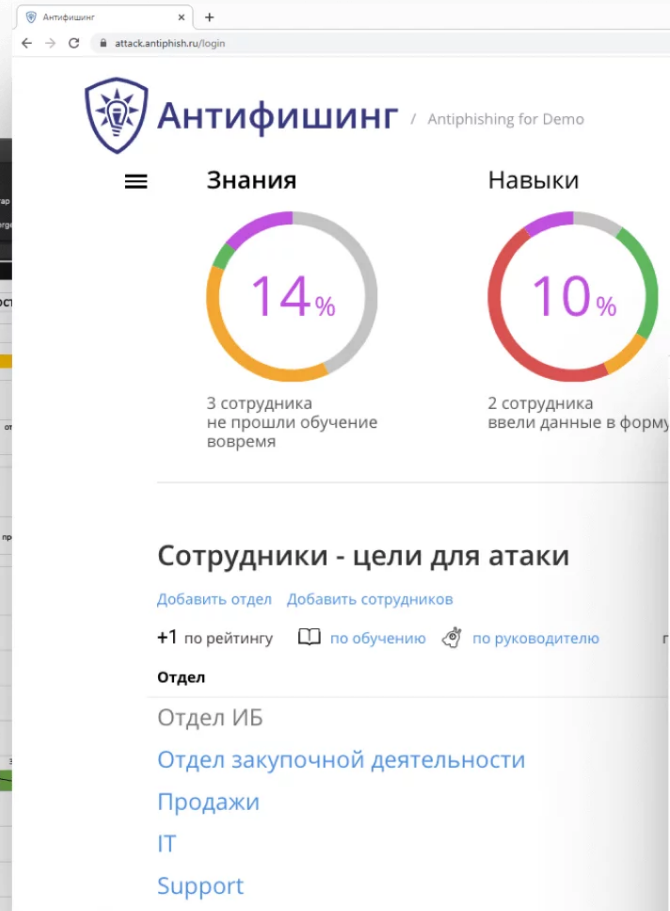 Антифишинг
attack.antiphish.ru/login
Антифишинг / Antiphishing for Demo
Знания
Навыки
14%
10%
3 сотрудника
не прошли обучение
вовремя
2 сотрудника
ввели данные в форму
Сотрудники - цели для атаки
Добавить отдел Добавить сотрудников
+1 по рейтингу по обучению по руководителю
Отдел
Отдел ИБ
Отдел закупочной деятельности
Продажи
IT
Support